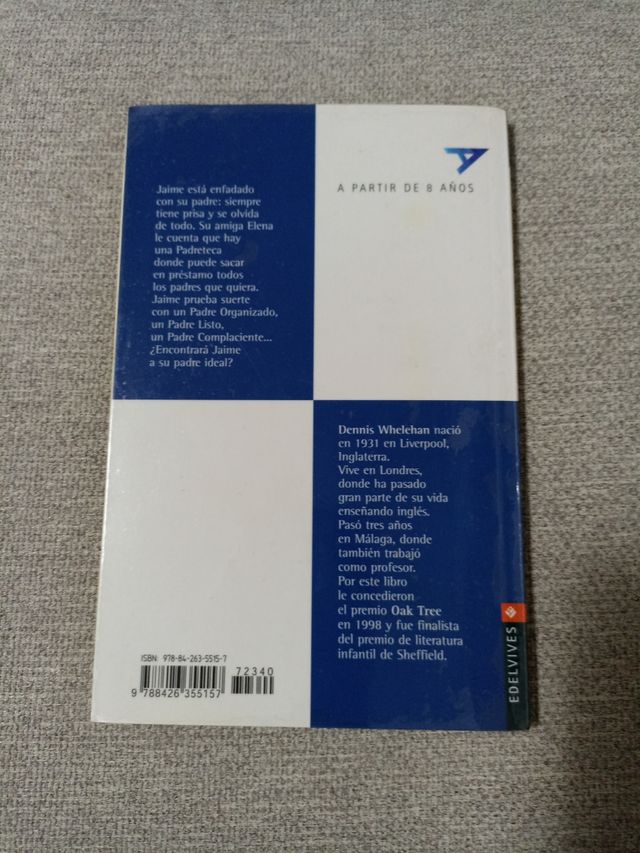 A PARTIR DE 8 AÑOS
Jaime está enfadado
con su padre: siempre
tiene prisa y se olvida
de todo. Su amiga Elena
le cuenta que hay
una Padreteca
donde puede sacar
en préstamo todos
los padres que quiera.
Jaime prueba suerte
con un Padre Organizado,
un Padre Listo,
un Padre Complaciente...
¿Encontrará Jaime
a su padre ideal?
Dennis Whelehan nació
en 1931 en Liverpool,
Inglaterra.
Vive en Londres,
donde ha pasado
gran parte de su vida
enseñando inglés.
Pasó tres años
en Málaga, donde
también trabajó
como profesor.
Por este libro
le concedieron
el premio Oak Tree
en 1998 y fue finalista
del premio de literatura
infantil de Sheffield.
ISBN: 978-84-263-5515-7
72340
9 788426 355157
EDELVIVES